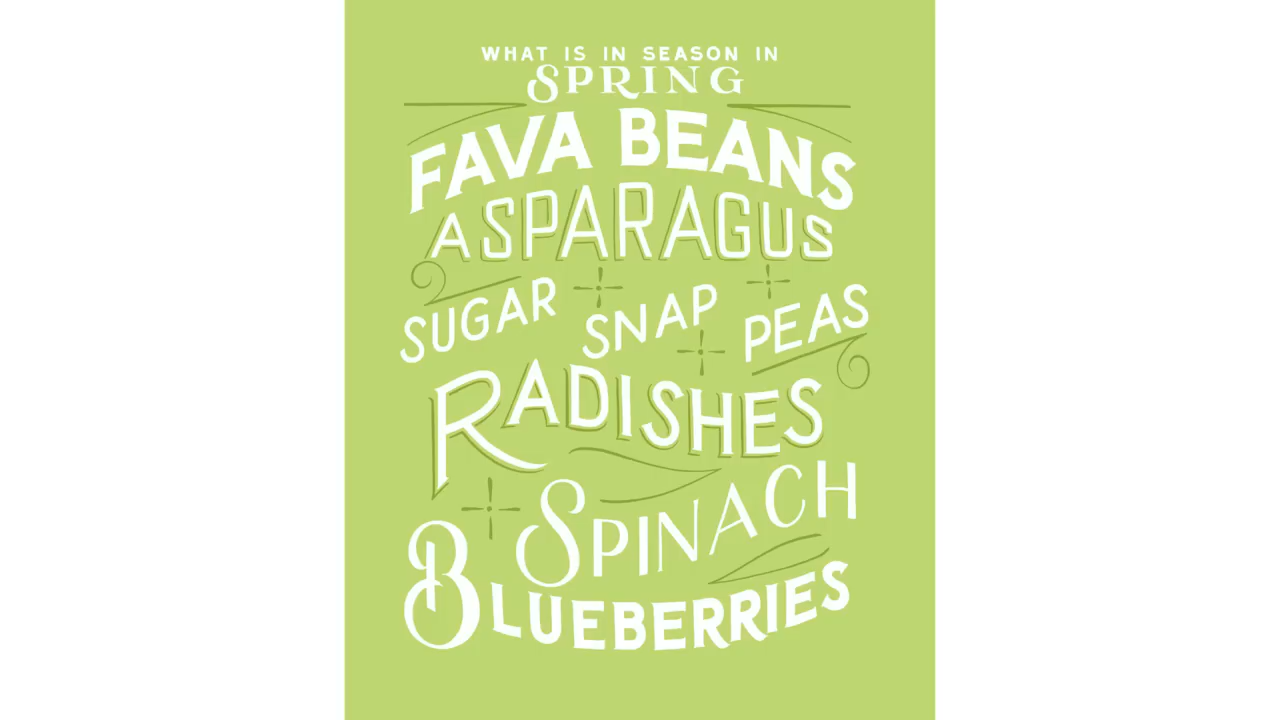 WHAT IS IN SEASON IN
SPRING
FAVA BEANS
ASPARAGUS
SUGAR SNAP PEAS
RADISHES
SPINACH
BLUEBERRIES